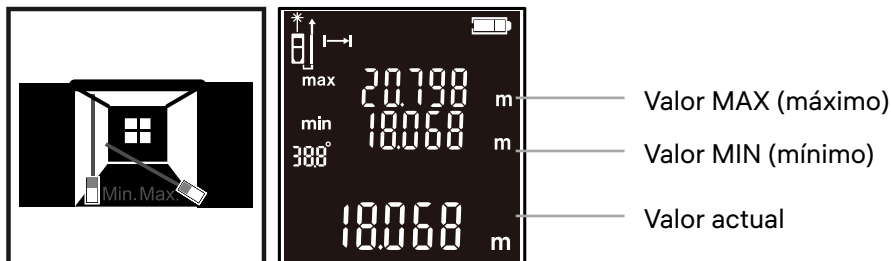 max 20.798 m
min 18.068 m
38.8°
18.068 m
Min. Max.
Valor MAX (máximo)
Valor MIN (mínimo)
Valor actual